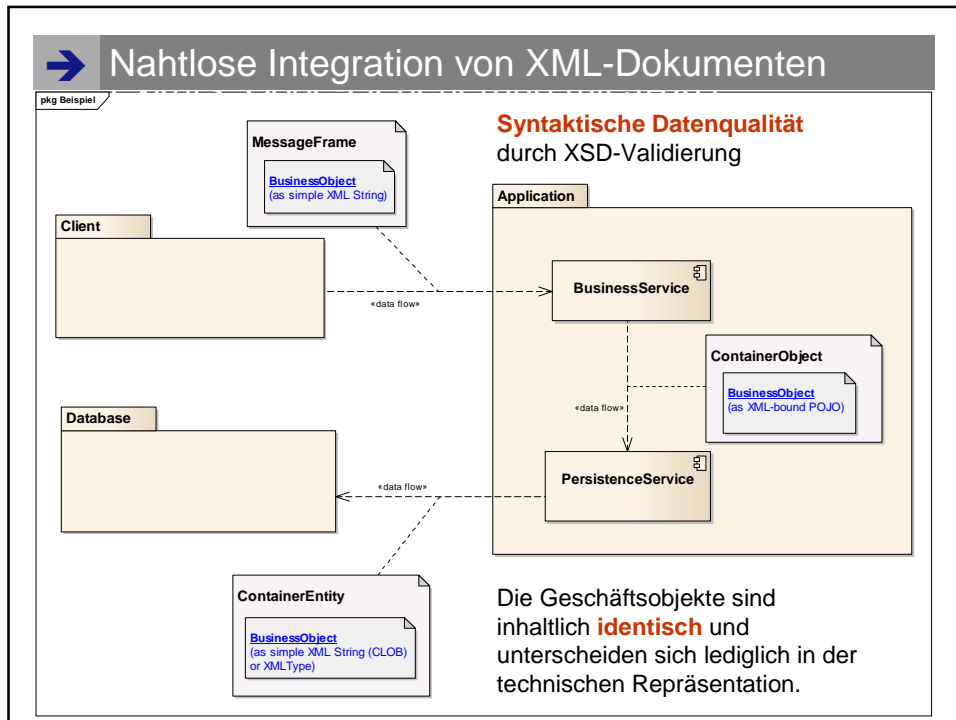 Nahtlose Integration von XML-Dokumenten
pkg Beispiel
Syntaktische Datenqualität
durch XSD-Validierung
MessageFrame
BusinessObject
(as simple XML String)
Application
Client
BusinessService
«data flow»
ContainerObject
BusinessObject
(as XML-bound POJO)
«data flow»
Database
PersistenceService
«data flow»
ContainerEntity
BusinessObject
(as simple XML String (CLOB)
or XMLType)
Die Geschäftsobjekte sind
inhaltlich identisch und
unterscheiden sich lediglich in der
technischen Repräsentation.